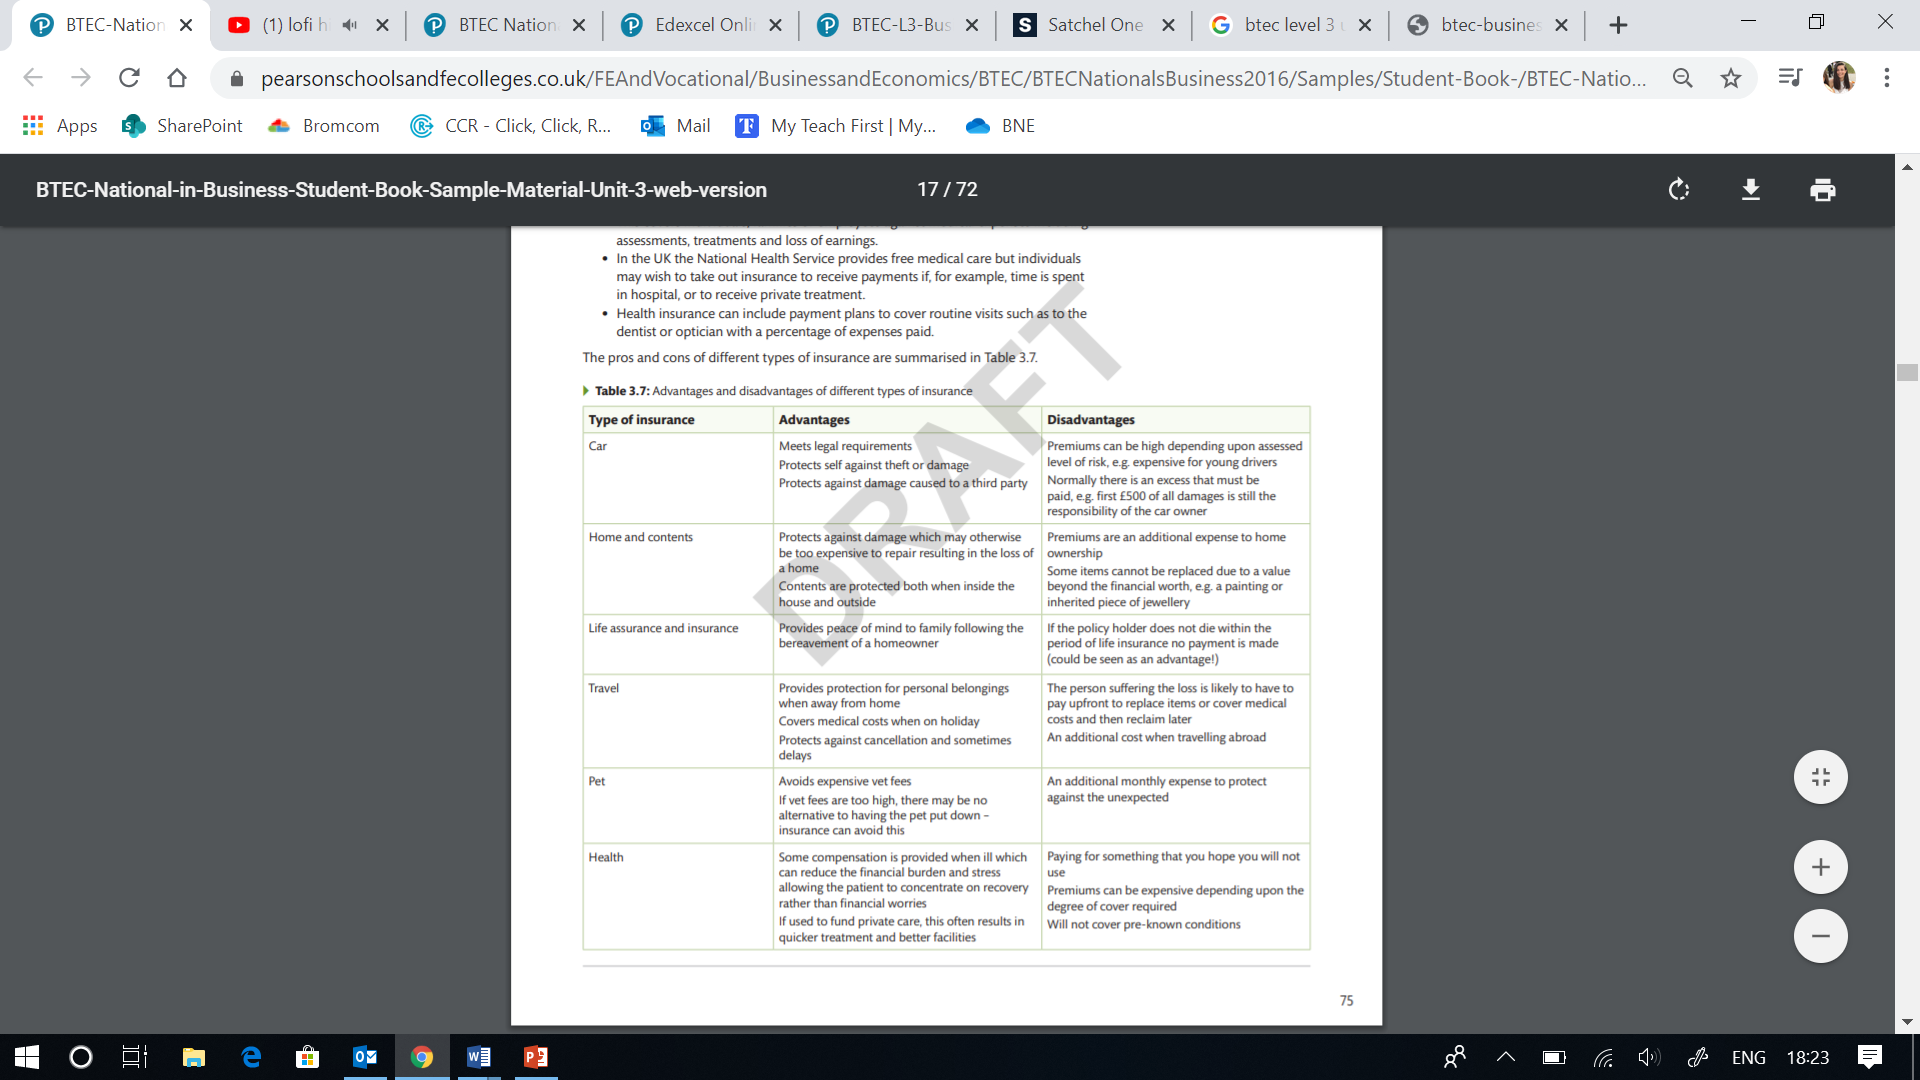 BTEC-Nation
(1) lofi hi
BTEC Nation
Edexcel Onli
BTEC-L3-Bus
Satchel One
btec level 3 u
btec-busines
pearsonschoolsandfecolleges.co.uk/FEAndVocational/BusinessandEconomics/BTEC/BTECNationalsBusiness2016/Samples/Student-Book-/BTEC-Natio...
Apps
SharePoint
Bromcom
CCR - Click, Click, R...
Mail
My Teach First | My...
BNE
BTEC-National-in-Business-Student-Book-Sample-Material-Unit-3-web-version
17 / 72
assessments, treatments and loss of earnings.
• In the UK the National Health Service provides free medical care but individuals
may wish to take out insurance to receive payments if, for example, time is spent
in hospital, or to receive private treatment.
• Health insurance can include payment plans to cover routine visits such as to the
dentist or optician with a percentage of expenses paid.
The pros and cons of different types of insurance are summarised in Table 3.7.
Table 3.7: Advantages and disadvantages of different types of insurance
Type of insurance
Advantages
Disadvantages
Car
Meets legal requirements
Protects self against theft or damage
Protects against damage caused to a third party
Premiums can be high depending upon assessed
level of risk, e.g. expensive for young drivers
Normally there is an excess that must be
paid, e.g. first £500 of all damages is still the
responsibility of the car owner
Home and contents
Protects against damage which may otherwise
be too expensive to repair resulting in the loss of
a home
Contents are protected both when inside the
house and outside
Premiums are an additional expense to home
ownership
Some items cannot be replaced due to a value
beyond the financial worth, e.g. a painting or
inherited piece of jewellery
Life assurance and insurance
Provides peace of mind to family following the
bereavement of a homeowner
If the policy holder does not die within the
period of life insurance no payment is made
(could be seen as an advantage!)
Travel
Provides protection for personal belongings
when away from home
Covers medical costs when on holiday
Protects against cancellation and sometimes
delays
The person suffering the loss is likely to have to
pay upfront to replace items or cover medical
costs and then reclaim later
An additional cost when travelling abroad
Pet
Avoids expensive vet fees
If vet fees are too high, there may be no
alternative to having the pet put down –
insurance can avoid this
An additional monthly expense to protect
against the unexpected
Health
Some compensation is provided when ill which
can reduce the financial burden and stress
allowing the patient to concentrate on recovery
rather than financial worries
If used to fund private care, this often results in
quicker treatment and better facilities
Paying for something that you hope you will not
use
Premiums can be expensive depending upon the
degree of cover required
Will not cover pre-known conditions
DRAFT
75
ENG
18:23